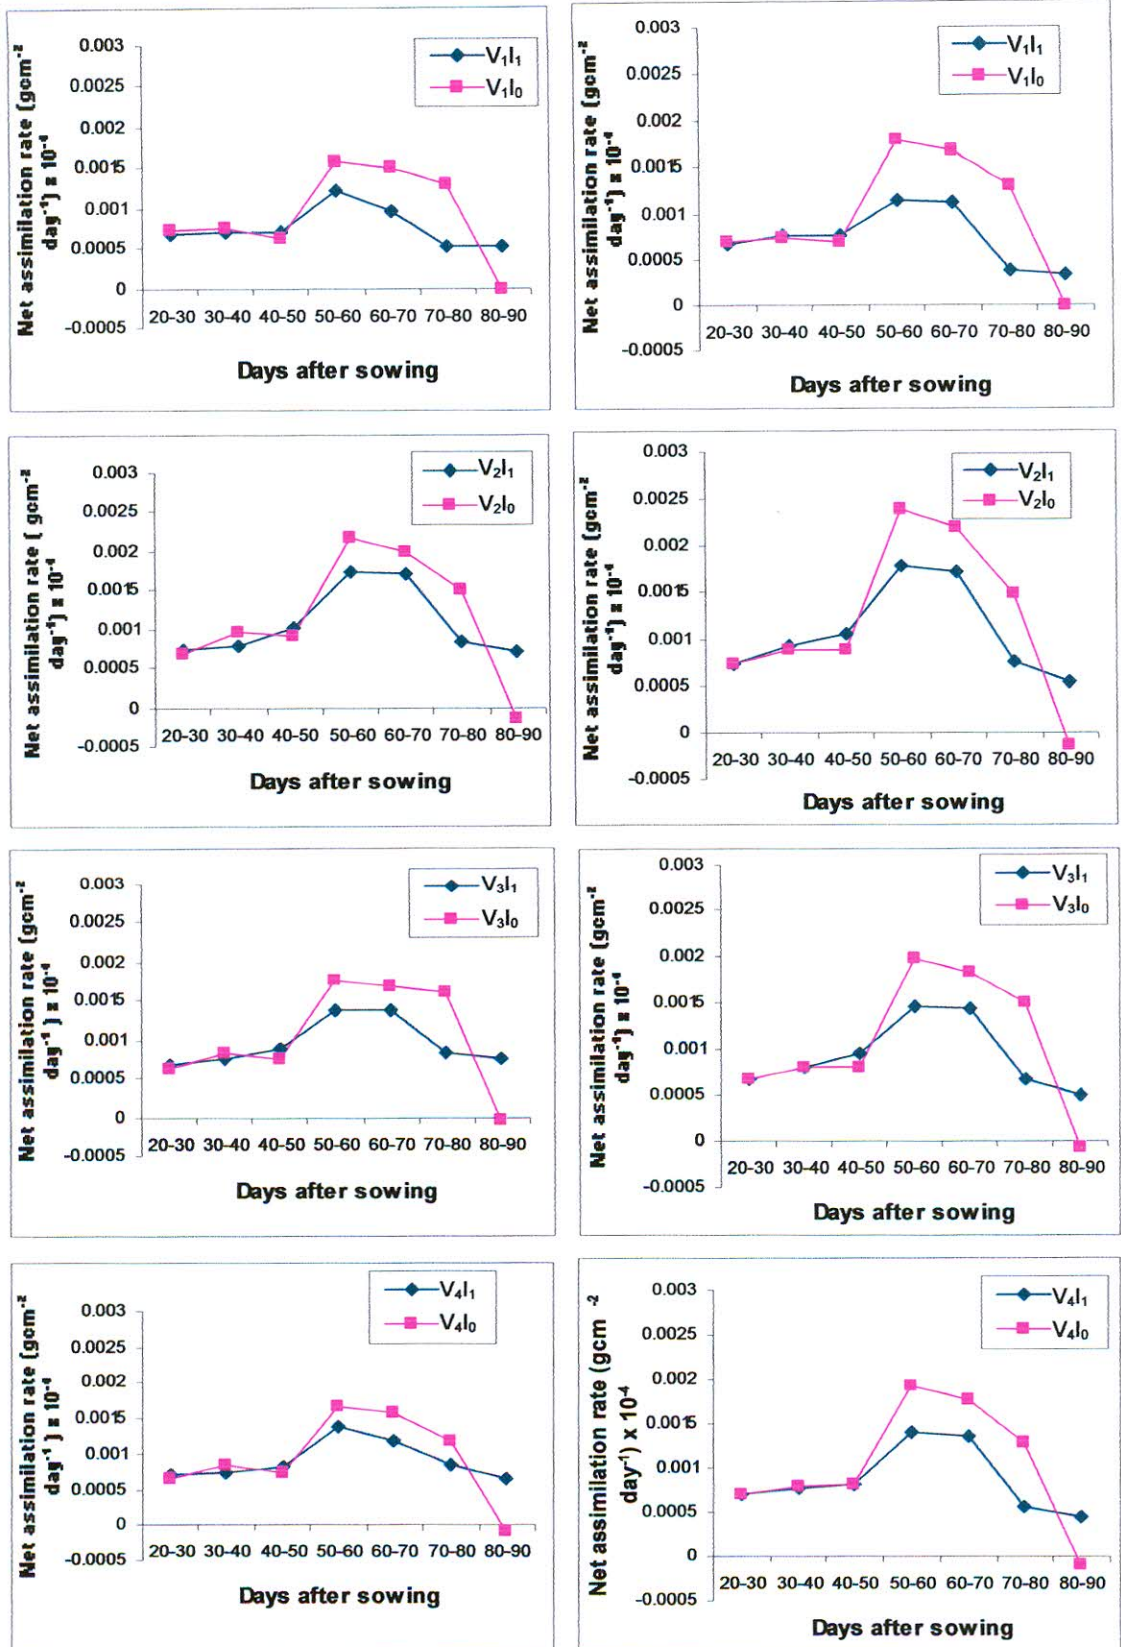 Net assimilation rate (gcm⁻²
day⁻¹) x 10⁻⁴
0.003
0.0025
0.002
0.0015
0.001
0.0005
0
-0.0005
V₁I₁
V₁I₀
20-30 30-40 40-50 50-60 60-70 70-80 80-90
Days after sowing
Net assimilation rate (gcm⁻²
day⁻¹) x 10⁻⁴
0.003
0.0025
0.002
0.0015
0.001
0.0005
0
-0.0005
V₁I₁
V₁I₀
20-30 30-40 40-50 50-60 60-70 70-80 80-90
Days after sowing
Net assimilation rate ( gcm⁻²
day⁻¹) x 10⁻⁴
0.003
0.0025
0.002
0.0015
0.001
0.0005
0
-0.0005
V₂I₁
V₂I₀
20-30 30-40 40-50 50-60 60-70 70-80 80-90
Days after sowing
Net assimilation rate (gcm⁻²
day⁻¹) x 10⁻⁴
0.003
0.0025
0.002
0.0015
0.001
0.0005
0
-0.0005
V₂I₁
V₂I₀
20-30 30-40 40-50 50-60 60-70 70-80 80-90
Days after sowing
Net assimilation rate (gcm⁻²
day⁻¹ ) x 10⁻⁴
0.003
0.0025
0.002
0.0015
0.001
0.0005
0
-0.0005
V₃I₁
V₃I₀
20-30 30-40 40-50 50-60 60-70 70-80 80-90
Days after sowing
Net assimilation rate (gcm⁻²
day⁻¹) x 10⁻⁴
0.003
0.0025
0.002
0.0015
0.001
0.0005
0
-0.0005
V₃I₁
V₃I₀
20-30 30-40 40-50 50-60 60-70 70-80 80-90
Days after sowing
Net assimilation rate (gcm⁻²
day⁻¹ ) x 10⁻⁴
0.003
0.0025
0.002
0.0015
0.001
0.0005
0
-0.0005
V₄I₁
V₄I₀
20-30 30-40 40-50 50-60 60-70 70-80 80-90
Days after sowing
Net assimilation rate (gcm ⁻²
day⁻¹) x 10⁻⁴
0.003
0.0025
0.002
0.0015
0.001
0.0005
0
-0.0005
V₄I₁
V₄I₀
20-30 30-40 40-50 50-60 60-70 70-80 80-90
Days after sowing